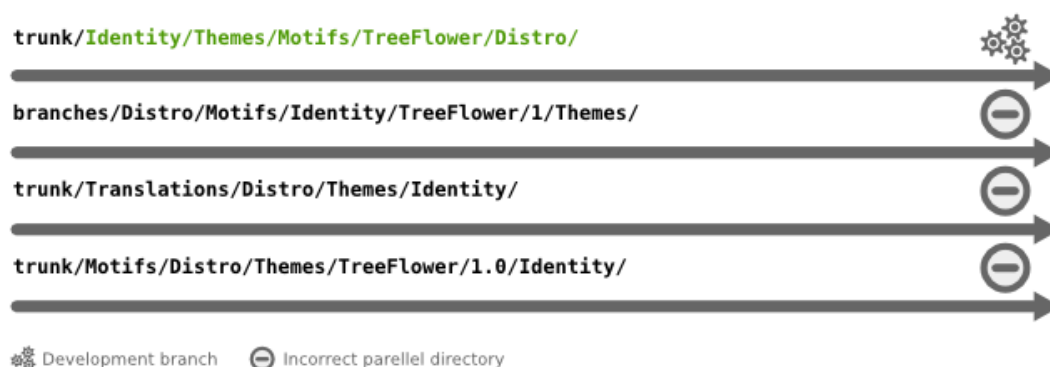 trunk/Identity/Themes/Motifs/TreeFlower/Distro/
branches/Distro/Motifs/Identity/TreeFlower/1/Themes/
trunk/Translations/Distro/Themes/Identity/
trunk/Motifs/Distro/Themes/TreeFlower/1.0/Identity/
Development branch Incorrect parellel directory